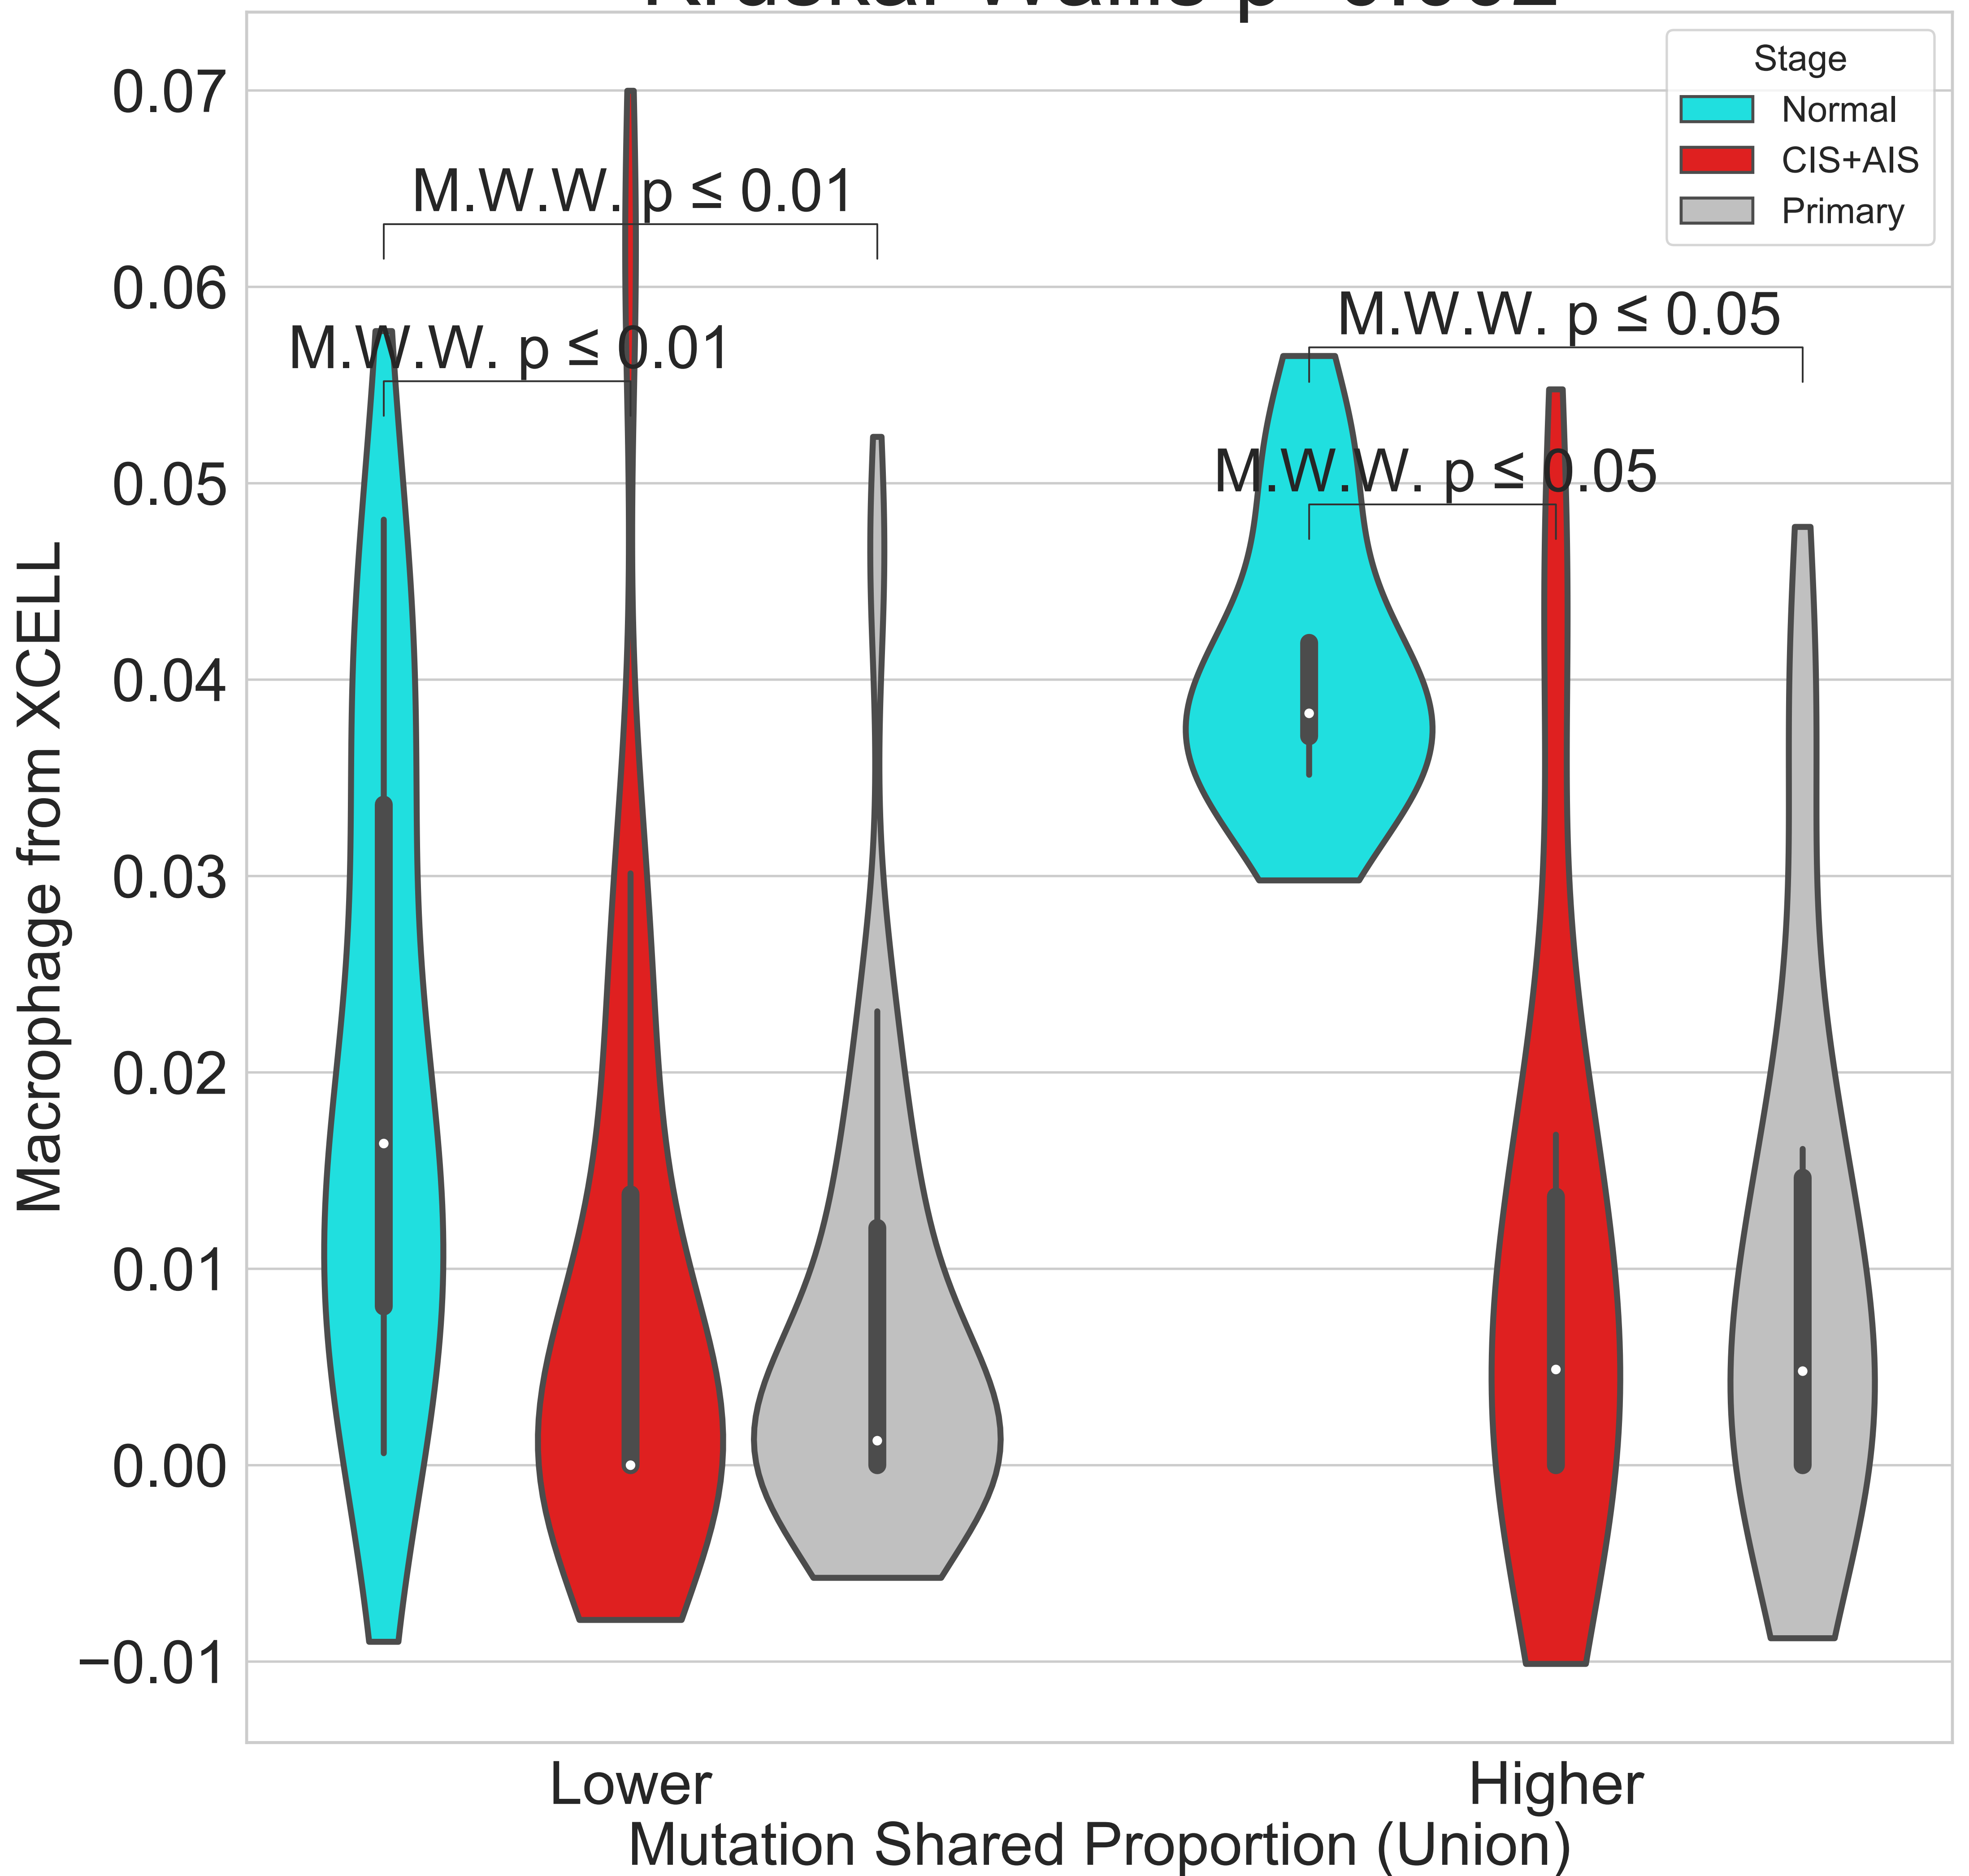 Stage
Normal
CIS+AIS
Primary
0.07
0.06
0.05
0.04
0.03
0.02
0.01
0.00
−0.01
Macrophage from XCELL
M.W.W. p ≤ 0.01
M.W.W. p ≤ 0.01
M.W.W. p ≤ 0.05
M.W.W. p ≤ 0.05
Lower
Higher
Mutation Shared Proportion (Union)